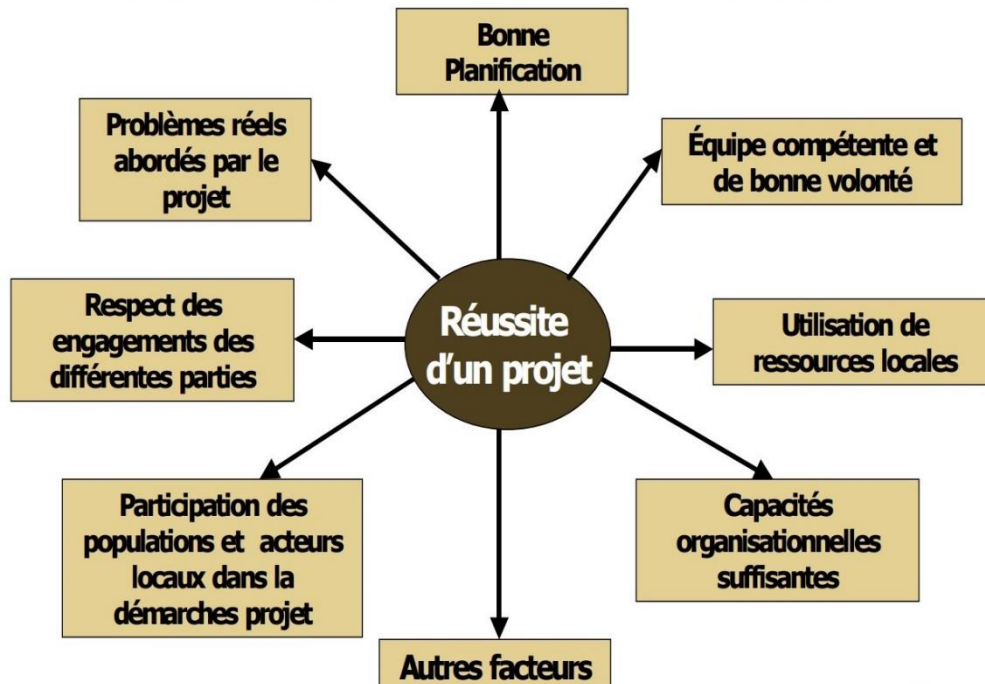 Bonne
Planification
Problèmes réels
abordés par le
projet
Équipe compétente et
de bonne volonté
Respect des
engagements des
différentes parties
Réussite
d'un projet
Utilisation de
ressources locales
Participation des
populations et acteurs
locaux dans la
démarches projet
Capacités
organisationnelles
suffisantes
Autres facteurs